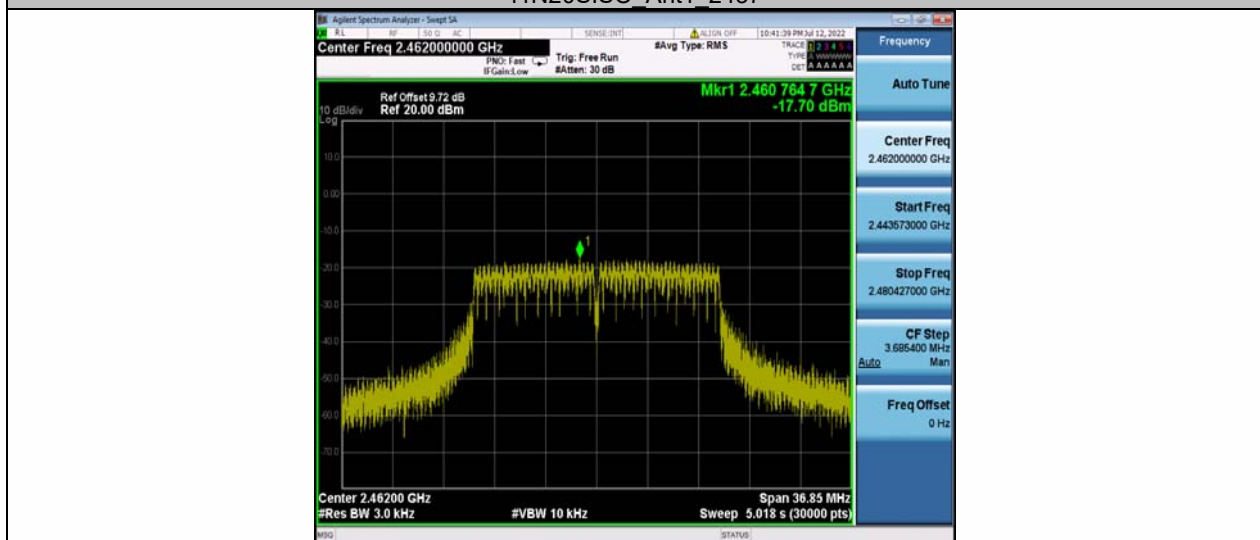 Agilent Spectrum Analyzer - Swept SA
RL RF 50 Ω AC SENSE:INT ALIGN OFF 10:41:39 PM Jul 12, 2022
Center Freq 2.462000000 GHz
#Avg Type: RMS
TRACE 1 2 3 4 5 6
TYPE A WWWWW
DET A A A A A A
PNO: Fast
IFGain:Low
Trig: Free Run
#Atten: 30 dB
Frequency
Mkr1 2.460 764 7 GHz
-17.70 dBm
Ref Offset 9.72 dB
10 dB/div Ref 20.00 dBm
Log
10.0
0.00
-10.0
-20.0
-30.0
-40.0
-50.0
-60.0
-70.0
1
Center 2.46200 GHz Span 36.85 MHz
#Res BW 3.0 kHz #VBW 10 kHz Sweep 5.018 s (30000 pts)
MSG STATUS
Auto Tune
Center Freq
2.462000000 GHz
Start Freq
2.443573000 GHz
Stop Freq
2.480427000 GHz
CF Step
3.685400 MHz
Auto Man
Freq Offset
0 Hz